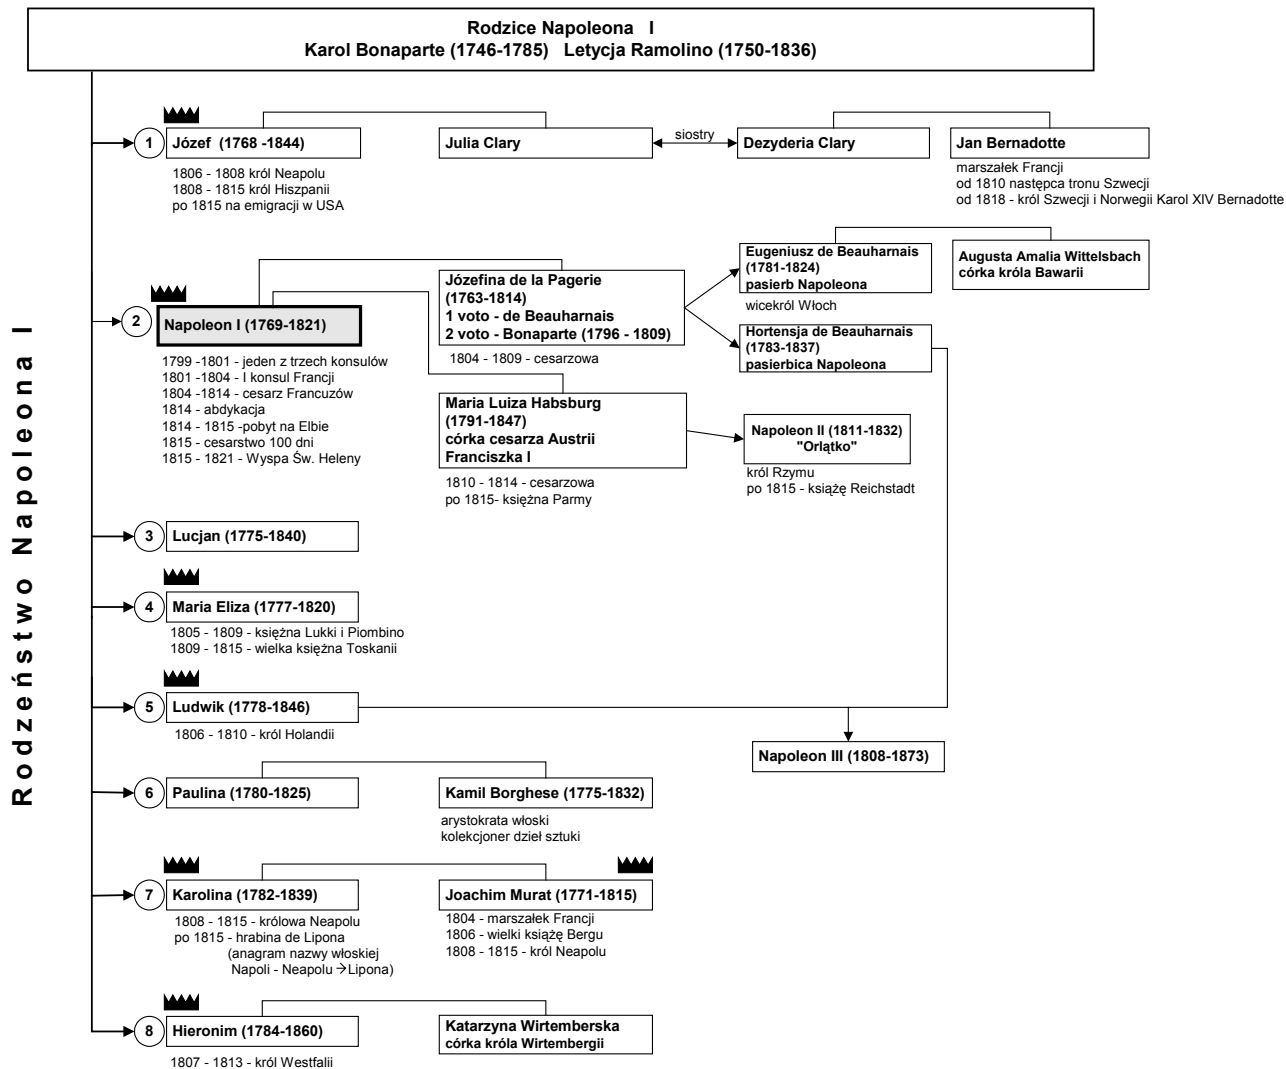 Rodzice Napoleona I
Karol Bonaparte (1746-1785) Letycja Ramolino (1750-1836)
Rodzeństwo Napoleona I
1
Józef (1768 -1844)
1806 - 1808 król Neapolu
1808 - 1815 król Hiszpanii
po 1815 na emigracji w USA
Julia Clary
siostry
Dezyderia Clary
Jan Bernadotte
marszałek Francji
od 1810 następca tronu Szwecji
od 1818 - król Szwecji i Norwegii Karol XIV Bernadotte
2
Napoleon I (1769-1821)
1799 -1801 - jeden z trzech konsulów
1801 -1804 - I konsul Francji
1804 -1814 - cesarz Francuzów
1814 - abdykacja
1814 - 1815 -pobyt na Elbie
1815 - cesarstwo 100 dni
1815 - 1821 - Wyspa Św. Heleny
Józefina de la Pagerie
(1763-1814)
1 voto - de Beauharnais
2 voto - Bonaparte (1796 - 1809)
1804 - 1809 - cesarzowa
Eugeniusz de Beauharnais
(1781-1824)
pasierb Napoleona
wicekról Włoch
Augusta Amalia Wittelsbach
córka króla Bawarii
Hortensja de Beauharnais
(1783-1837)
pasierbica Napoleona
Maria Luiza Habsburg
(1791-1847)
córka cesarza Austrii
Franciszka I
1810 - 1814 - cesarzowa
po 1815- księżna Parmy
Napoleon II (1811-1832)
"Orlątko"
król Rzymu
po 1815 - książę Reichstadt
3
Lucjan (1775-1840)
4
Maria Eliza (1777-1820)
1805 - 1809 - księżna Lukki i Piombino
1809 - 1815 - wielka księżna Toskanii
5
Ludwik (1778-1846)
1806 - 1810 - król Holandii
Napoleon III (1808-1873)
6
Paulina (1780-1825)
Kamil Borghese (1775-1832)
arystokrata włoski
kolekcjoner dzieł sztuki
7
Karolina (1782-1839)
1808 - 1815 - królowa Neapolu
po 1815 - hrabina de Lipona
(anagram nazwy włoskiej
Napoli - Neapolu →Lipona)
Joachim Murat (1771-1815)
1804 - marszałek Francji
1806 - wielki książę Bergu
1808 - 1815 - król Neapolu
8
Hieronim (1784-1860)
1807 - 1813 - król Westfalii
Katarzyna Wirtemberska
córka króla Wirtembergii